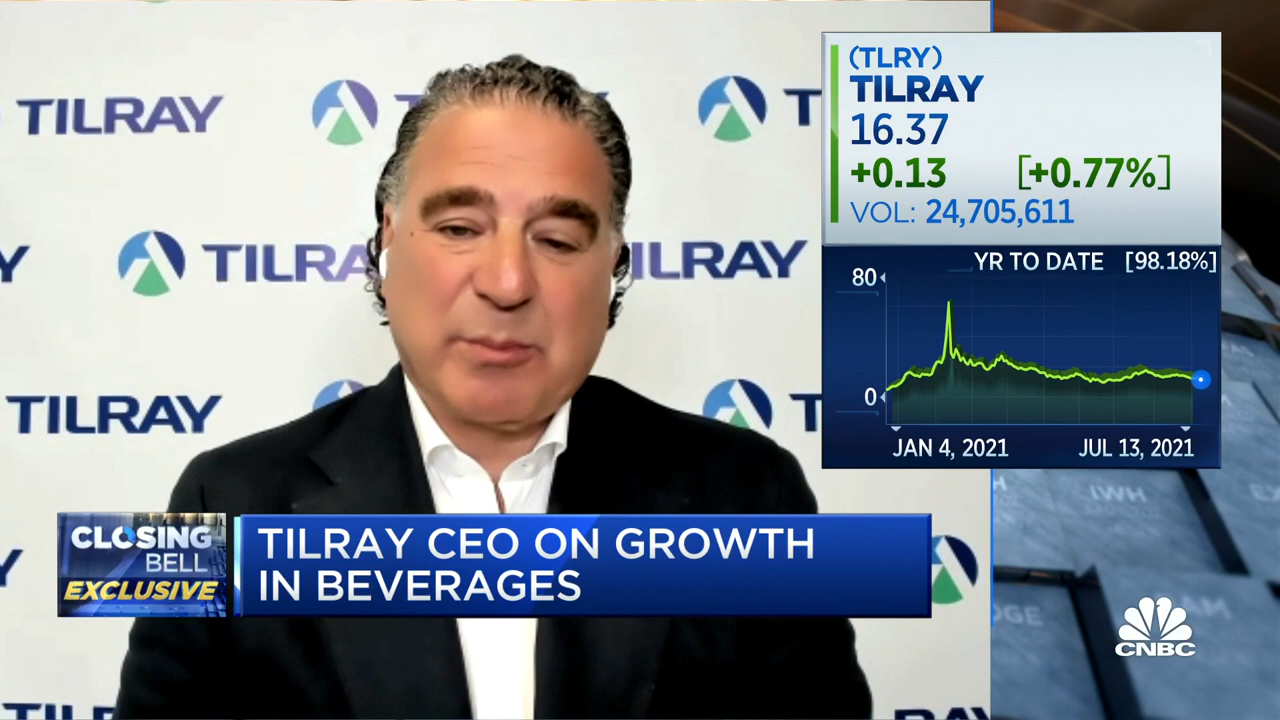 TILRAY
TILRAY
TILRAY
TILRAY
(TLRY)
TILRAY
16.37
+0.13 [+0.77%]
VOL: 24,705,611
YR TO DATE [98.18%]
80
0
JAN 4, 2021 JUL 13, 2021
IWH
CLOSING
BELL
EXCLUSIVE
TILRAY CEO ON GROWTH
IN BEVERAGES
CNBC